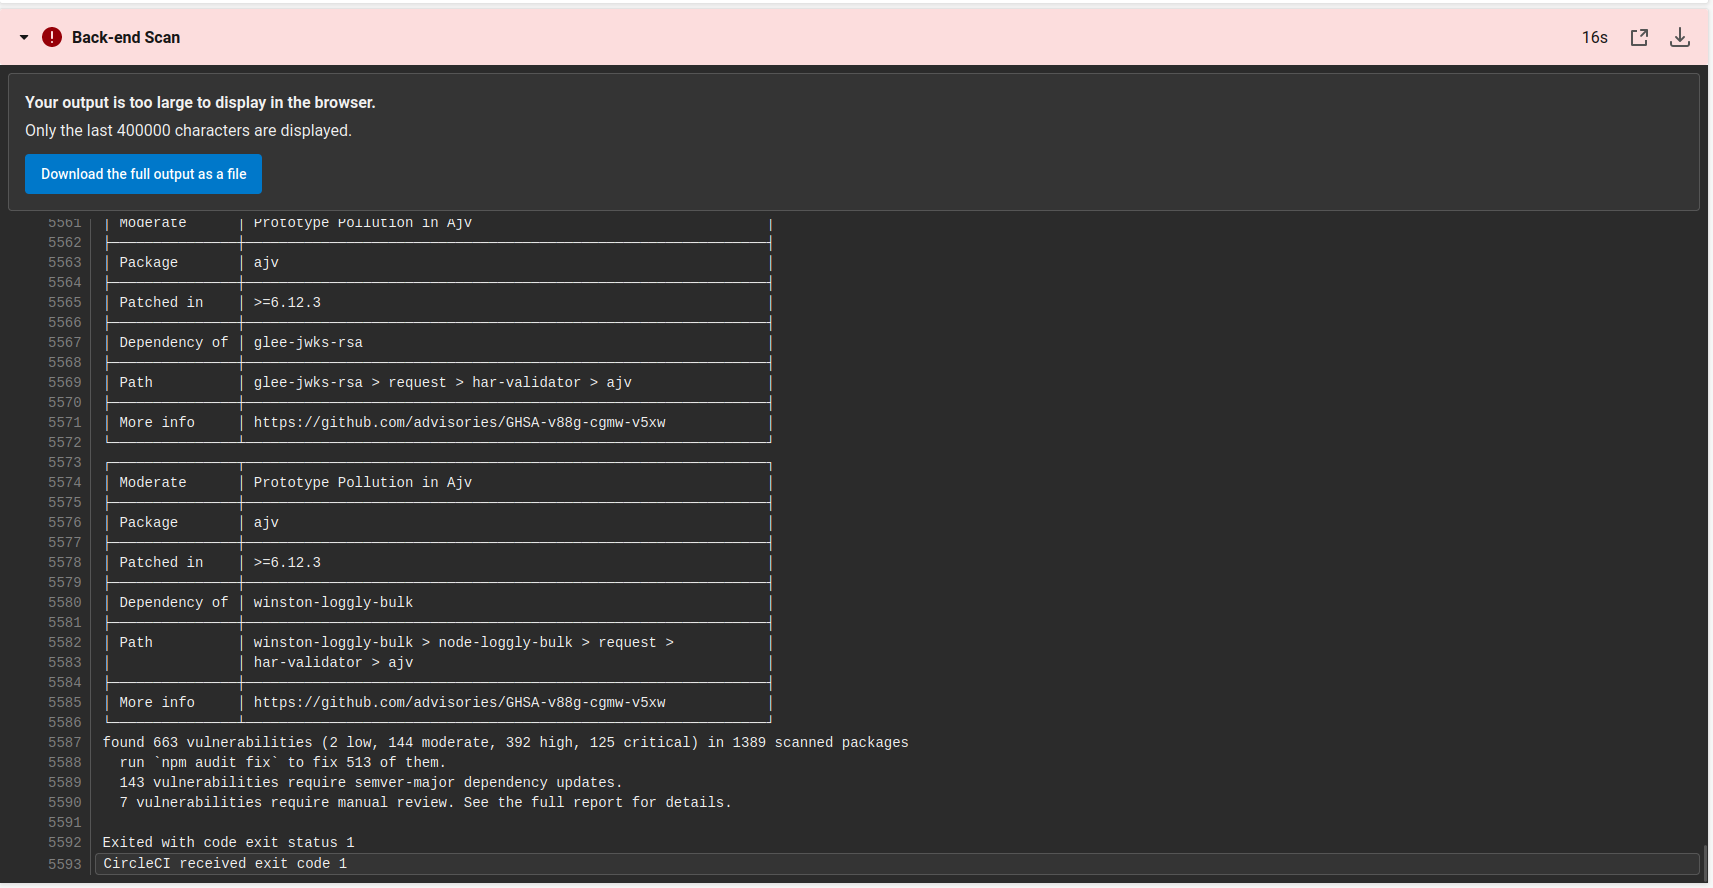 Back-end Scan
16s
Your output is too large to display in the browser.
Only the last 400000 characters are displayed.
Download the full output as a file
5561 | Moderate | Prototype Pollution in Ajv |
5562
5563 | Package | ajv |
5564
5565 | Patched in | >=6.12.3 |
5566
5567 | Dependency of | glee-jwks-rsa |
5568
5569 | Path | glee-jwks-rsa > request > har-validator > ajv |
5570
5571 | More info | https://github.com/advisories/GHSA-v88g-cgmw-v5xw |
5572
5573
5574 | Moderate | Prototype Pollution in Ajv |
5575
5576 | Package | ajv |
5577
5578 | Patched in | >=6.12.3 |
5579
5580 | Dependency of | winston-loggly-bulk |
5581
5582 | Path | winston-loggly-bulk > node-loggly-bulk > request > |
5583 | | har-validator > ajv |
5584
5585 | More info | https://github.com/advisories/GHSA-v88g-cgmw-v5xw |
5586
5587 found 663 vulnerabilities (2 low, 144 moderate, 392 high, 125 critical) in 1389 scanned packages
5588 run `npm audit fix` to fix 513 of them.
5589 143 vulnerabilities require semver-major dependency updates.
5590 7 vulnerabilities require manual review. See the full report for details.
5591
5592 Exited with code exit status 1
5593 CircleCI received exit code 1